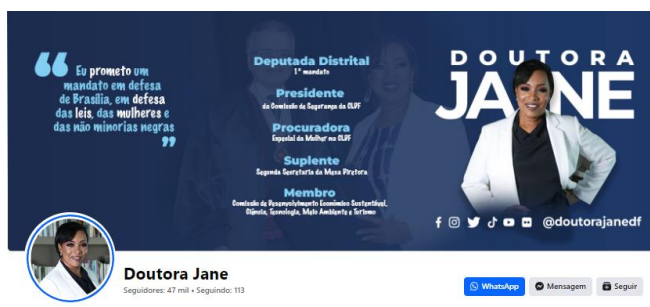 Eu prometo um
mandato em defesa
de Brasília, em defesa
das leis, das mulheres e
das não minorias negras
Deputada Distrital
1º mandato
Presidente
da Comissão de Segurança da CLDF
Procuradora
Especial da Mulher na CLDF
Suplente
Segunda Secretaria da Mesa Diretora
Membro
Comissão de Desenvolvimento Econômico Sustentável,
Ciência, Tecnologia, Meio Ambiente e Turismo
DOUTORA
JANE
@doutorajanedf
Doutora Jane
Seguidores: 47 mil • Seguindo: 113
WhatsApp
Mensagem
Seguir